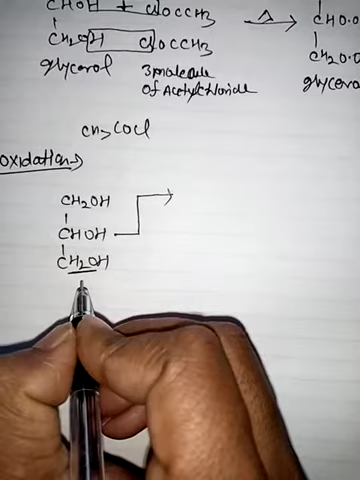 CHOH + ClOCCH3 Δ CHO.O
CH2OH ClOCCH3 CH2O.O
glycerol 3 molecule glycero
of Acetylchloride
CH3COCl
oxidation→
CH2OH
CHOH
CH2OH